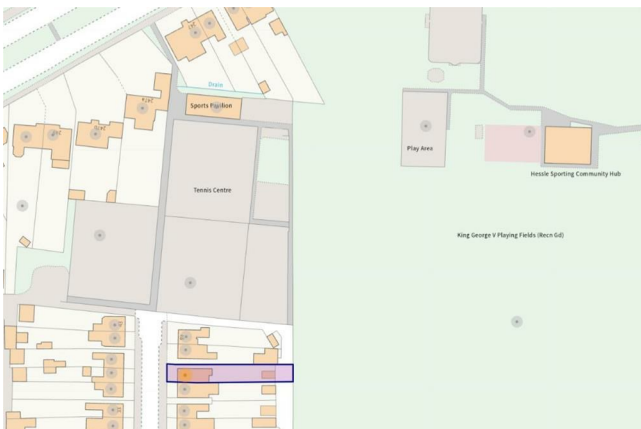 Drain
Sports Pavilion
Play Area
Hessle Sporting Community Hub
Tennis Centre
King George V Playing Fields (Recn Gd)